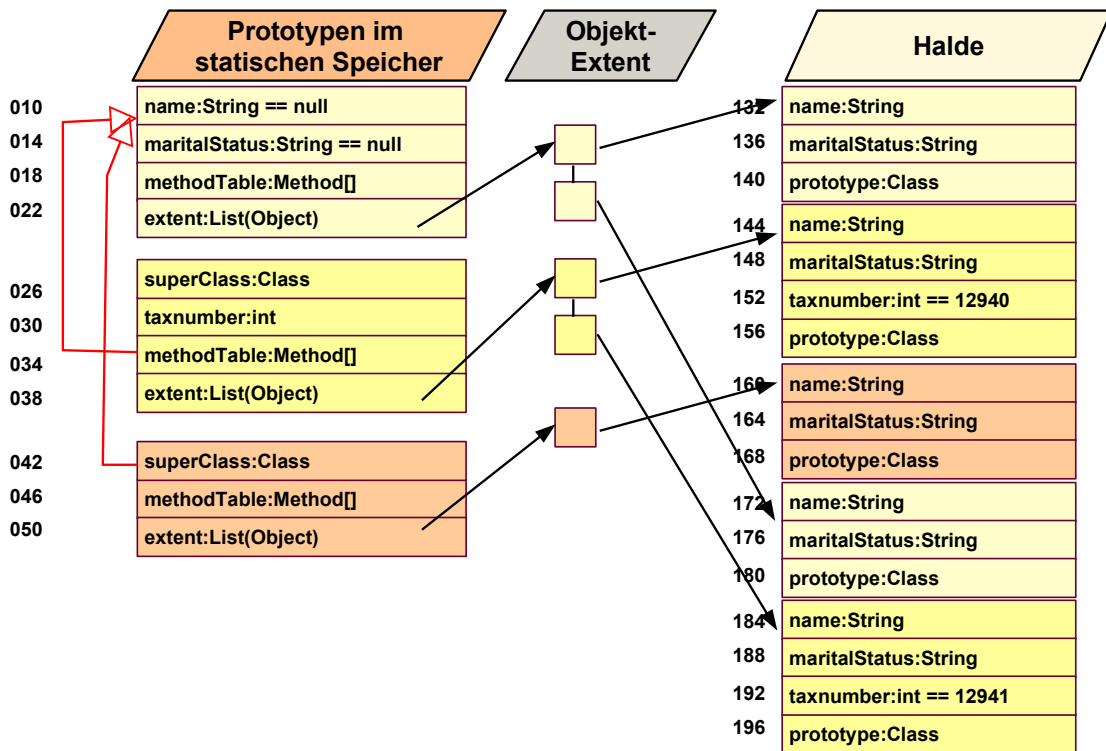 Prototypen im
statischen Speicher
Objekt-
Extent
Halde
010
name:String == null
014
maritalStatus:String == null
018
methodTable:Method[]
022
extent:List(Object)
026
superClass:Class
030
taxnumber:int
034
methodTable:Method[]
038
extent:List(Object)
042
superClass:Class
046
methodTable:Method[]
050
extent:List(Object)
132
name:String
136
maritalStatus:String
140
prototype:Class
144
name:String
148
maritalStatus:String
152
taxnumber:int == 12940
156
prototype:Class
160
name:String
164
maritalStatus:String
168
prototype:Class
172
name:String
176
maritalStatus:String
180
prototype:Class
184
name:String
188
maritalStatus:String
192
taxnumber:int == 12941
196
prototype:Class